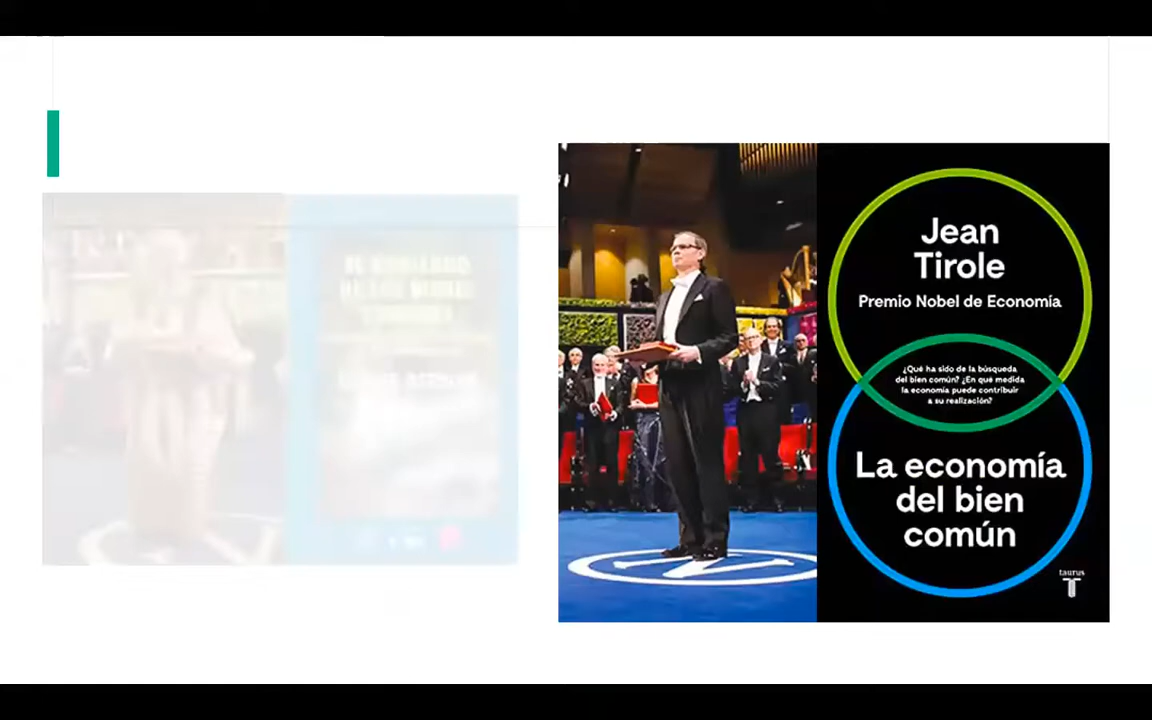 Jean
Tirole
Premio Nobel de Economía
¿Qué ha sido de la búsqueda
del bien común? ¿En qué medida
la economía puede contribuir
a su realización?
La economía
del bien
común
taurus